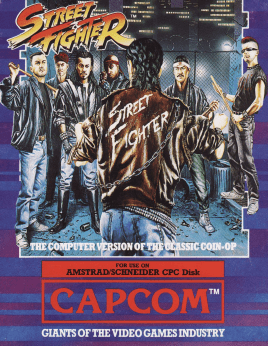 STREET
FIGHTER
STREET
FIGHTER
THE COMPUTER VERSION OF THE CLASSIC COIN-OP
FOR USE ON
AMSTRAD/SCHNEIDER CPC Disk
CAPCOM™
GIANTS OF THE VIDEO GAMES INDUSTRY